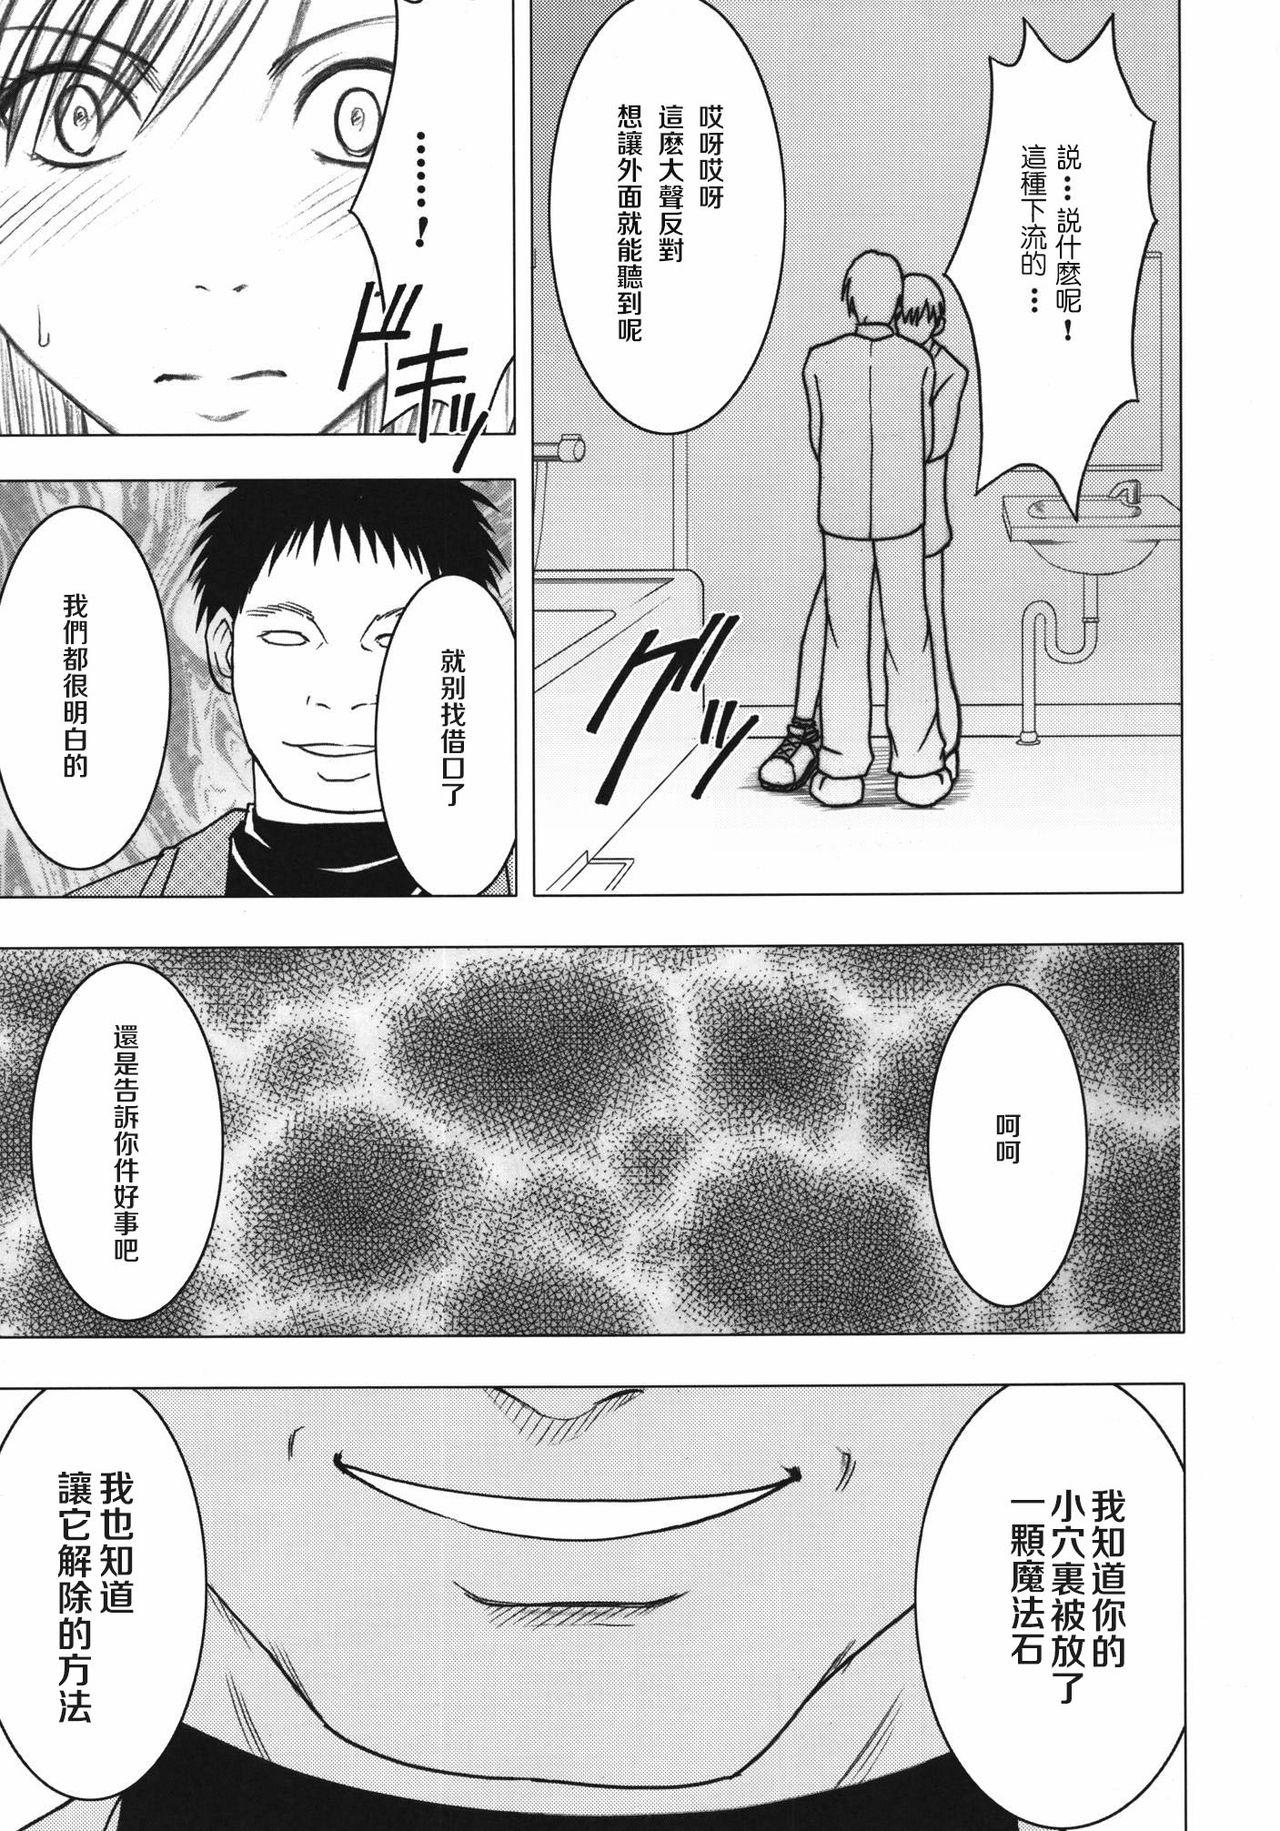 說…說什麼呢！
這種下流的…
哎呀哎呀
這麽大聲反對
想讓外面就能聽到呢
グッ
……！
ドキッ
就别找借口了
我們都很明白的
呵呵
還是告訴你件好事吧
我知道你的
小穴裏被放了
一顆魔法石
我也知道
讓它解除的方法